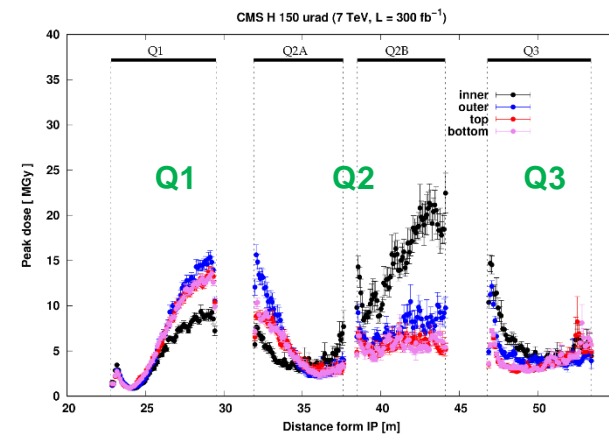 CMS H 150 urad (7 TeV, L = 300 fb⁻¹)
Q1 Q2A Q2B Q3
inner
outer
top
bottom
Q1 Q2 Q3
Peak dose [ MGy]
40
35
30
25
20
15
10
5
0
20 25 30 35 40 45 50
Distance form IP [m]